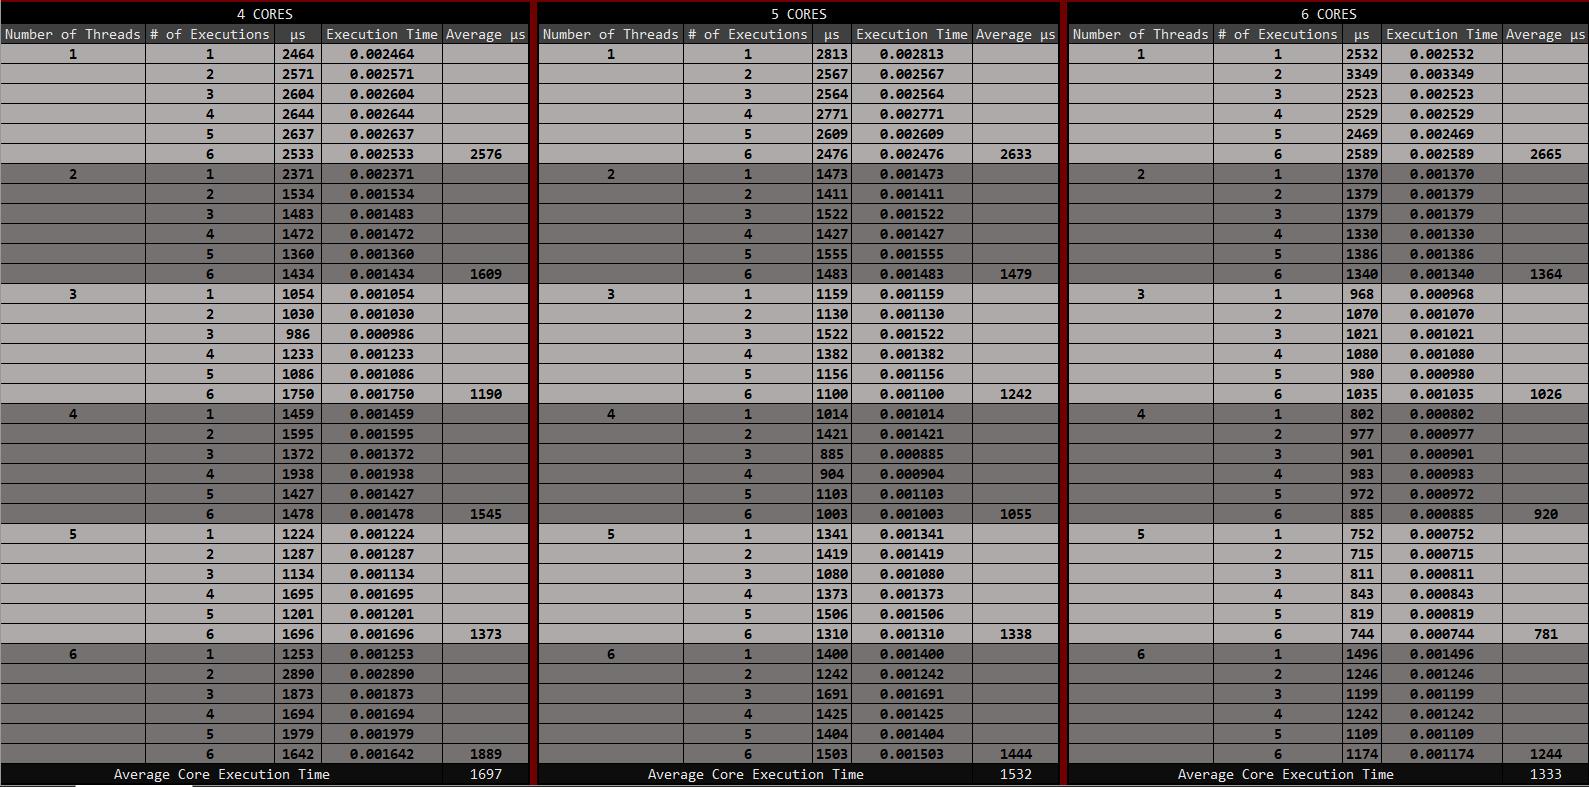 4 CORES 5 CORES 6 CORES
Number of Threads # of Executions µs Execution Time Average µs Number of Threads # of Executions µs Execution Time Average µs Number of Threads # of Executions µs Execution Time Average µs
1 1 2464 0.002464 1 1 2813 0.002813 1 1 2532 0.002532
2 2571 0.002571 2 2567 0.002567 2 3349 0.003349
3 2604 0.002604 3 2564 0.002564 3 2523 0.002523
4 2644 0.002644 4 2771 0.002771 4 2529 0.002529
5 2637 0.002637 5 2609 0.002609 5 2469 0.002469
6 2533 0.002533 2576 6 2476 0.002476 2633 6 2589 0.002589 2665
2 1 2371 0.002371 2 1 1473 0.001473 2 1 1370 0.001370
2 1534 0.001534 2 1411 0.001411 2 1379 0.001379
3 1483 0.001483 3 1522 0.001522 3 1379 0.001379
4 1472 0.001472 4 1427 0.001427 4 1330 0.001330
5 1360 0.001360 5 1555 0.001555 5 1386 0.001386
6 1434 0.001434 1609 6 1483 0.001483 1479 6 1340 0.001340 1364
3 1 1054 0.001054 3 1 1159 0.001159 3 1 968 0.000968
2 1030 0.001030 2 1130 0.001130 2 1070 0.001070
3 986 0.000986 3 1522 0.001522 3 1021 0.001021
4 1233 0.001233 4 1382 0.001382 4 1080 0.001080
5 1086 0.001086 5 1156 0.001156 5 980 0.000980
6 1750 0.001750 1190 6 1100 0.001100 1242 6 1035 0.001035 1026
4 1 1459 0.001459 4 1 1014 0.001014 4 1 802 0.000802
2 1595 0.001595 2 1421 0.001421 2 977 0.000977
3 1372 0.001372 3 885 0.000885 3 901 0.000901
4 1938 0.001938 4 904 0.000904 4 983 0.000983
5 1427 0.001427 5 1103 0.001103 5 972 0.000972
6 1478 0.001478 1545 6 1003 0.001003 1055 6 885 0.000885 920
5 1 1224 0.001224 5 1 1341 0.001341 5 1 752 0.000752
2 1287 0.001287 2 1419 0.001419 2 715 0.000715
3 1134 0.001134 3 1080 0.001080 3 811 0.000811
4 1695 0.001695 4 1373 0.001373 4 843 0.000843
5 1201 0.001201 5 1506 0.001506 5 819 0.000819
6 1696 0.001696 1373 6 1310 0.001310 1338 6 744 0.000744 781
6 1 1253 0.001253 6 1 1400 0.001400 6 1 1496 0.001496
2 2890 0.002890 2 1242 0.001242 2 1246 0.001246
3 1873 0.001873 3 1691 0.001691 3 1199 0.001199
4 1694 0.001694 4 1425 0.001425 4 1242 0.001242
5 1979 0.001979 5 1404 0.001404 5 1109 0.001109
6 1642 0.001642 1889 6 1503 0.001503 1444 6 1174 0.001174 1244
Average Core Execution Time 1697 Average Core Execution Time 1532 Average Core Execution Time 1333